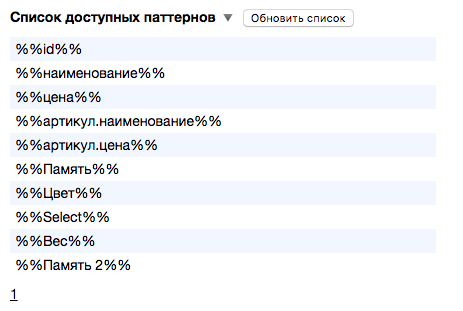 Список доступных паттернов ▼ Обновить список
%%id%%
%%наименование%%
%%цена%%
%%артикул.наименование%%
%%артикул.цена%%
%%Память%%
%%Цвет%%
%%Select%%
%%Вес%%
%%Память 2%%
1